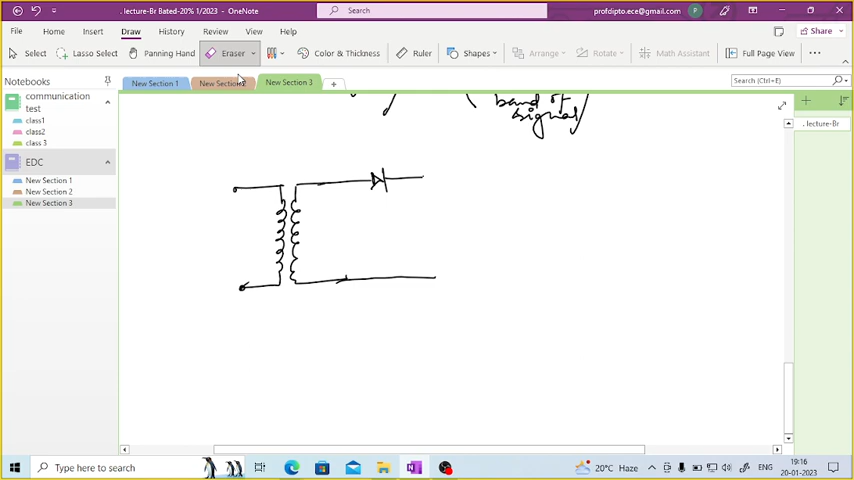 . lecture-Br Bated-20% 1/2023 - OneNote
Search
profdipto.ece@gmail.com
P
File Home Insert Draw History Review View Help
Share
Select Lasso Select Panning Hand Eraser Color & Thickness Ruler Shapes Arrange Rotate Math Assistant Full Page View
Notebooks
New Section 1
New Section 2
New Section 3
+
Search (Ctrl+E)
communication
test
class1
class2
class 3
EDC
New Section 1
New Section 2
New Section 3
. lecture-Br
band of
signal
Type here to search
20°C Haze
ENG
19:16
20-01-2023